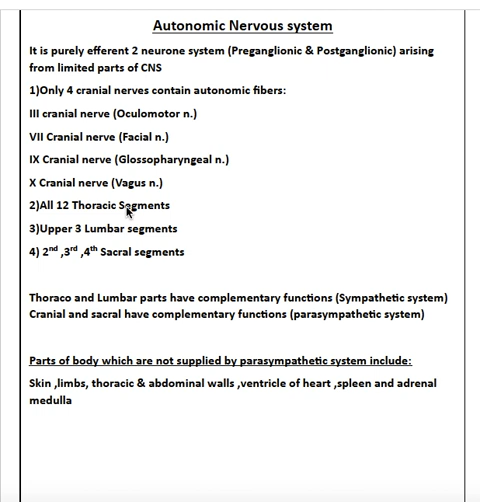 Autonomic Nervous system
It is purely efferent 2 neurone system (Preganglionic & Postganglionic) arising
from limited parts of CNS
1)Only 4 cranial nerves contain autonomic fibers:
III cranial nerve (Oculomotor n.)
VII Cranial nerve (Facial n.)
IX Cranial nerve (Glossopharyngeal n.)
X Cranial nerve (Vagus n.)
2)All 12 Thoracic Segments
3)Upper 3 Lumbar segments
4) 2nd ,3rd ,4th Sacral segments
Thoraco and Lumbar parts have complementary functions (Sympathetic system)
Cranial and sacral have complementary functions (parasympathetic system)
Parts of body which are not supplied by parasympathetic system include:
Skin ,limbs, thoracic & abdominal walls ,ventricle of heart ,spleen and adrenal
medulla